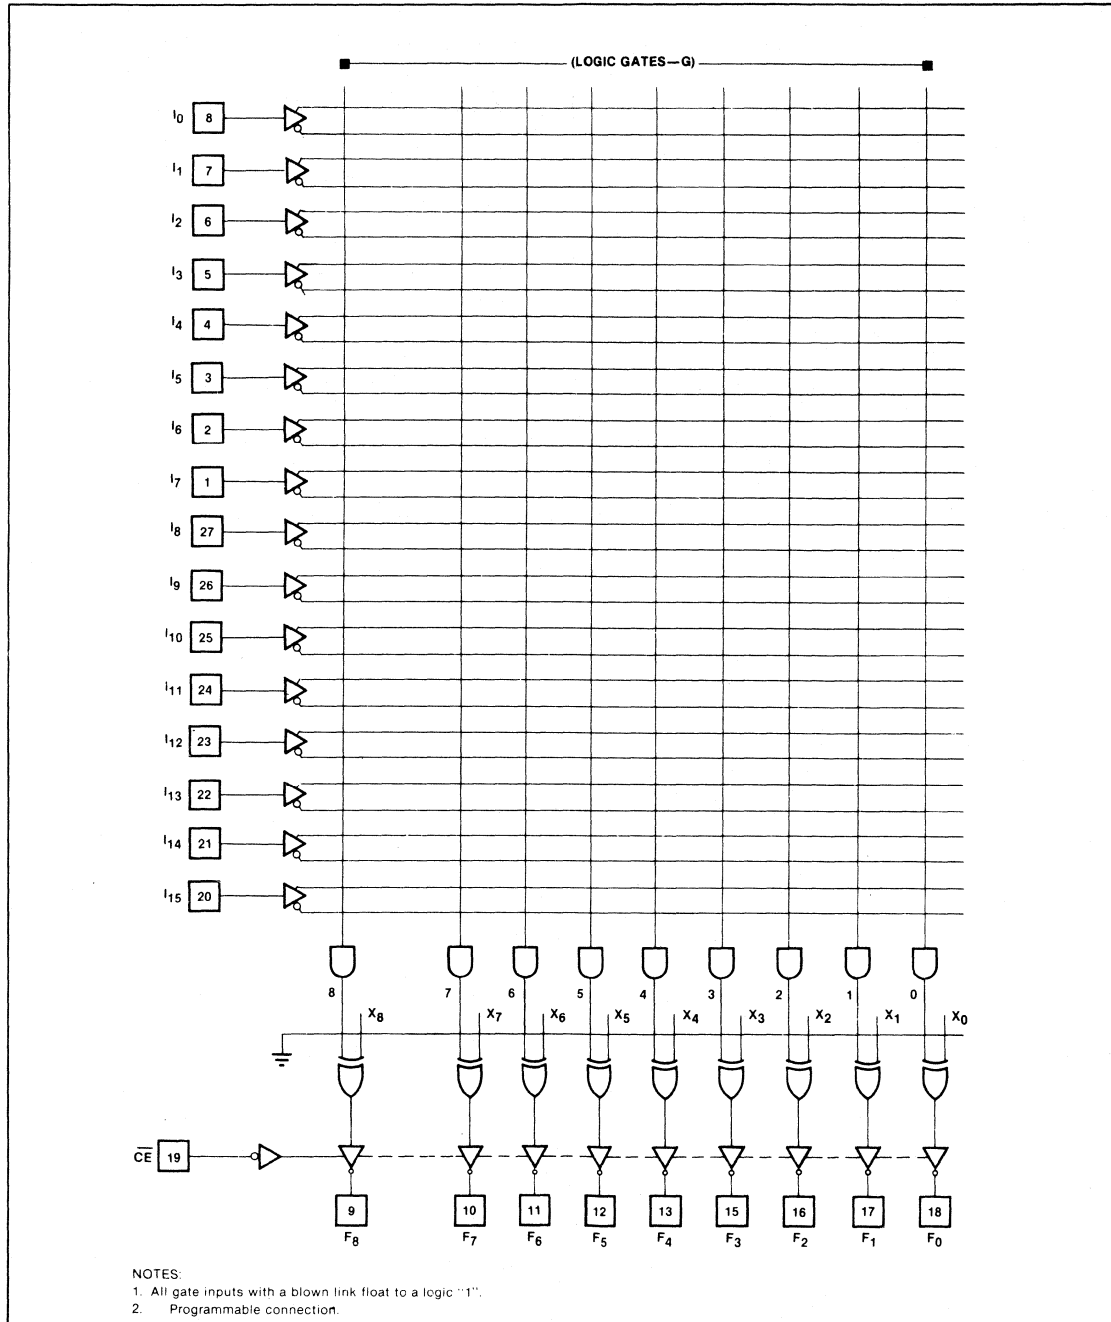 (LOGIC GATES—G)
I0 8
I1 7
I2 6
I3 5
I4 4
I5 3
I6 2
I7 1
I8 27
I9 26
I10 25
I11 24
I12 23
I13 22
I14 21
I15 20
8 7 6 5 4 3 2 1 0
X8 X7 X6 X5 X4 X3 X2 X1 X0
CE 19
9 10 11 12 13 15 16 17 18
F8 F7 F6 F5 F4 F3 F2 F1 F0
NOTES:
1. All gate inputs with a blown link float to a logic "1".
2. Programmable connection.